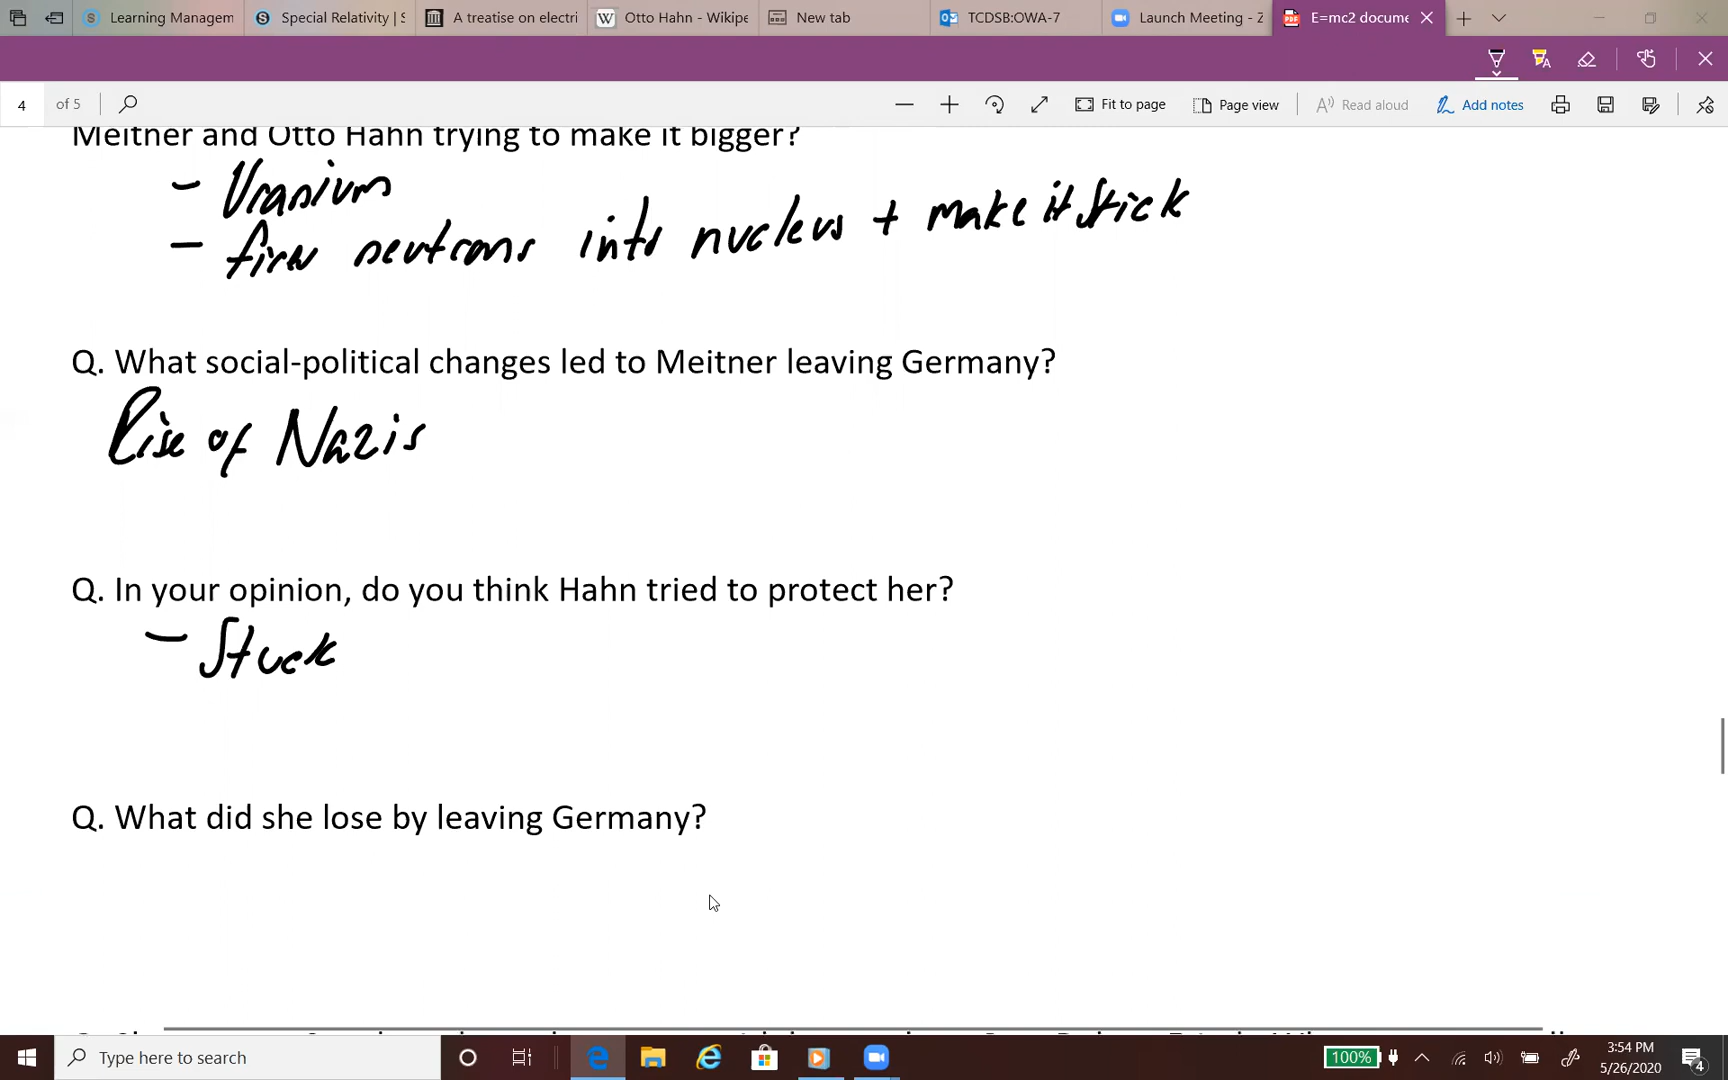 Learning Managem
Special Relativity | S
A treatise on electri
Otto Hahn - Wikipe
New tab
TCDSB:OWA-7
Launch Meeting - Z
E=mc2 docume
4 of 5
Fit to page
Page view
Read aloud
Add notes
Meitner and Otto Hahn trying to make it bigger?
- Uranium
- fires neutrons into nucleus + make it stick
Q. What social-political changes led to Meitner leaving Germany?
Rise of Nazis
Q. In your opinion, do you think Hahn tried to protect her?
- Stuck
Q. What did she lose by leaving Germany?
Type here to search
100%
3:54 PM
5/26/2020
4